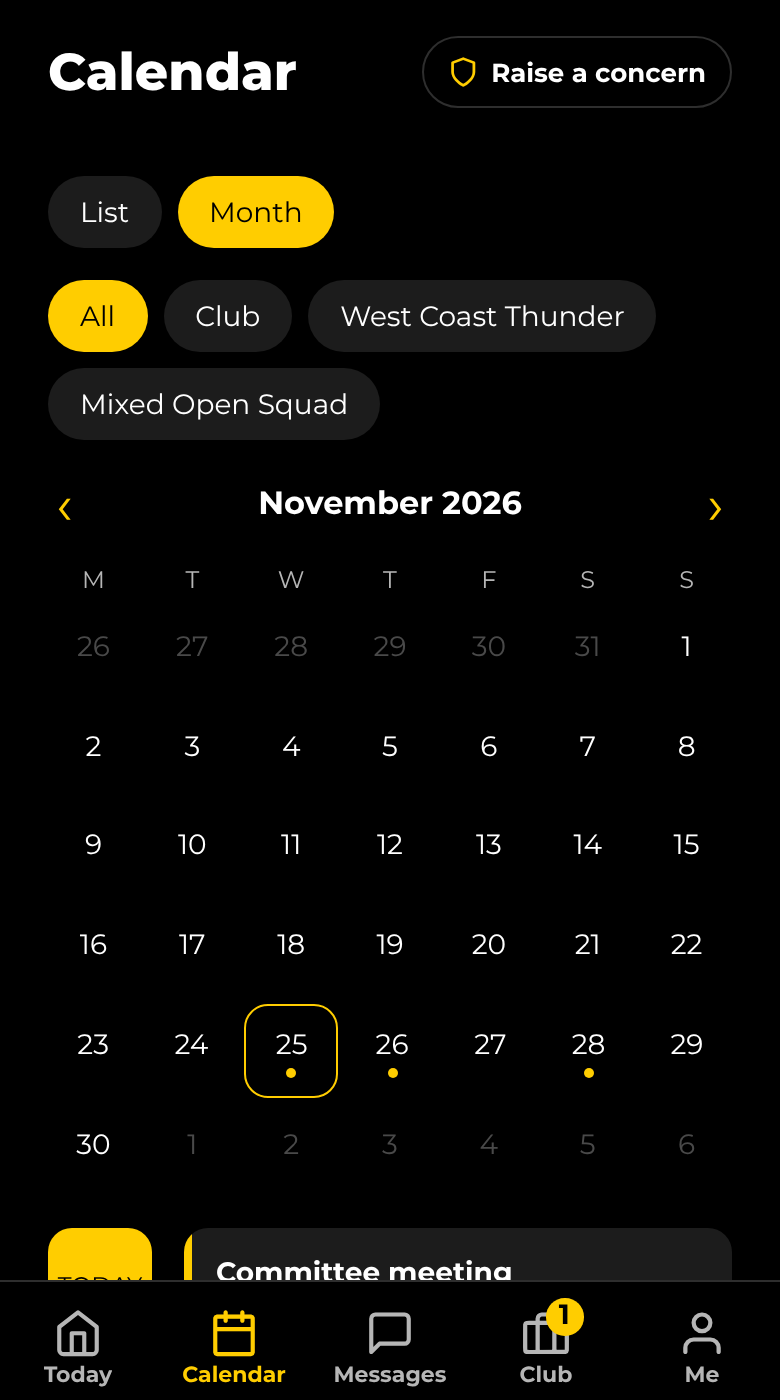 Calendar
Raise a concern
List Month
All Club West Coast Thunder
Mixed Open Squad
‹ November 2026 ›
M T W T F S S
26 27 28 29 30 31 1
2 3 4 5 6 7 8
9 10 11 12 13 14 15
16 17 18 19 20 21 22
23 24 25 26 27 28 29
30 1 2 3 4 5 6
TODAY Committee meeting
1
Today Calendar Messages Club Me